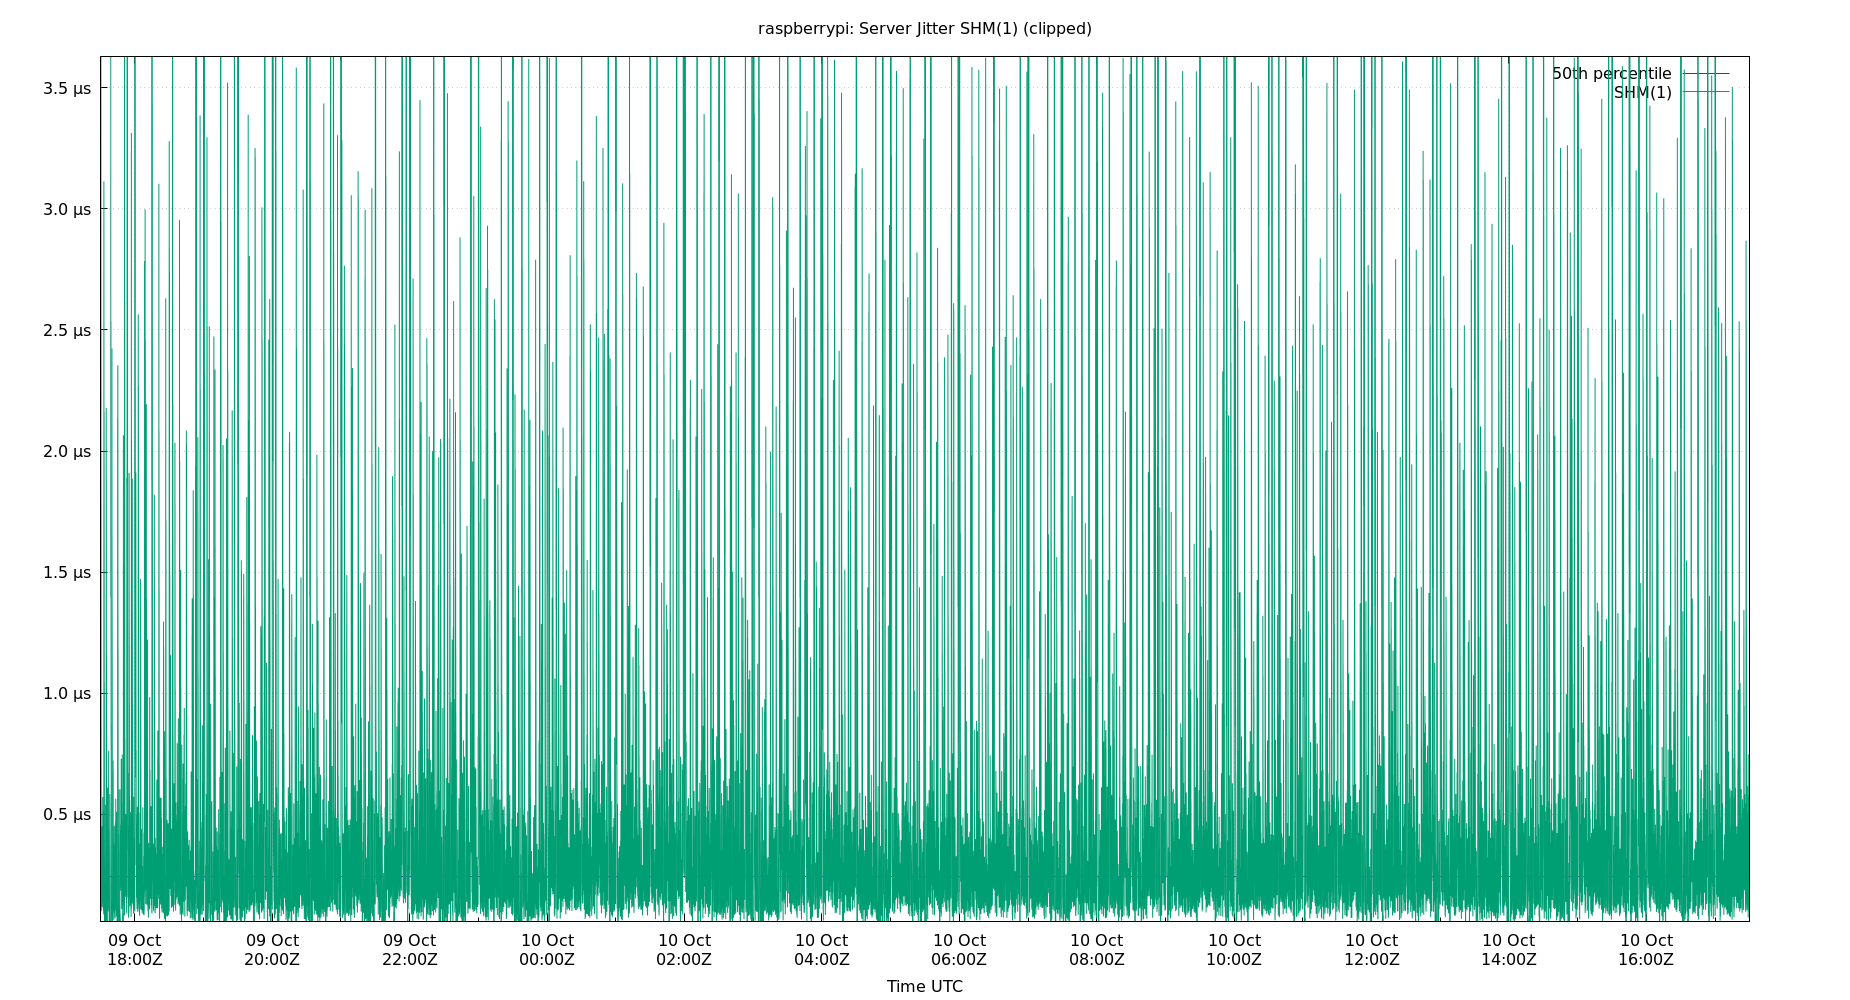 raspberrypi: Server Jitter SHM(1) (clipped)
50th percentile
SHM(1)
3.5 μs
3.0 μs
2.5 μs
2.0 μs
1.5 μs
1.0 μs
0.5 μs
09 Oct 09 Oct 09 Oct 10 Oct 10 Oct 10 Oct 10 Oct 10 Oct 10 Oct 10 Oct 10 Oct 10 Oct
18:00Z 20:00Z 22:00Z 00:00Z 02:00Z 04:00Z 06:00Z 08:00Z 10:00Z 12:00Z 14:00Z 16:00Z
Time UTC